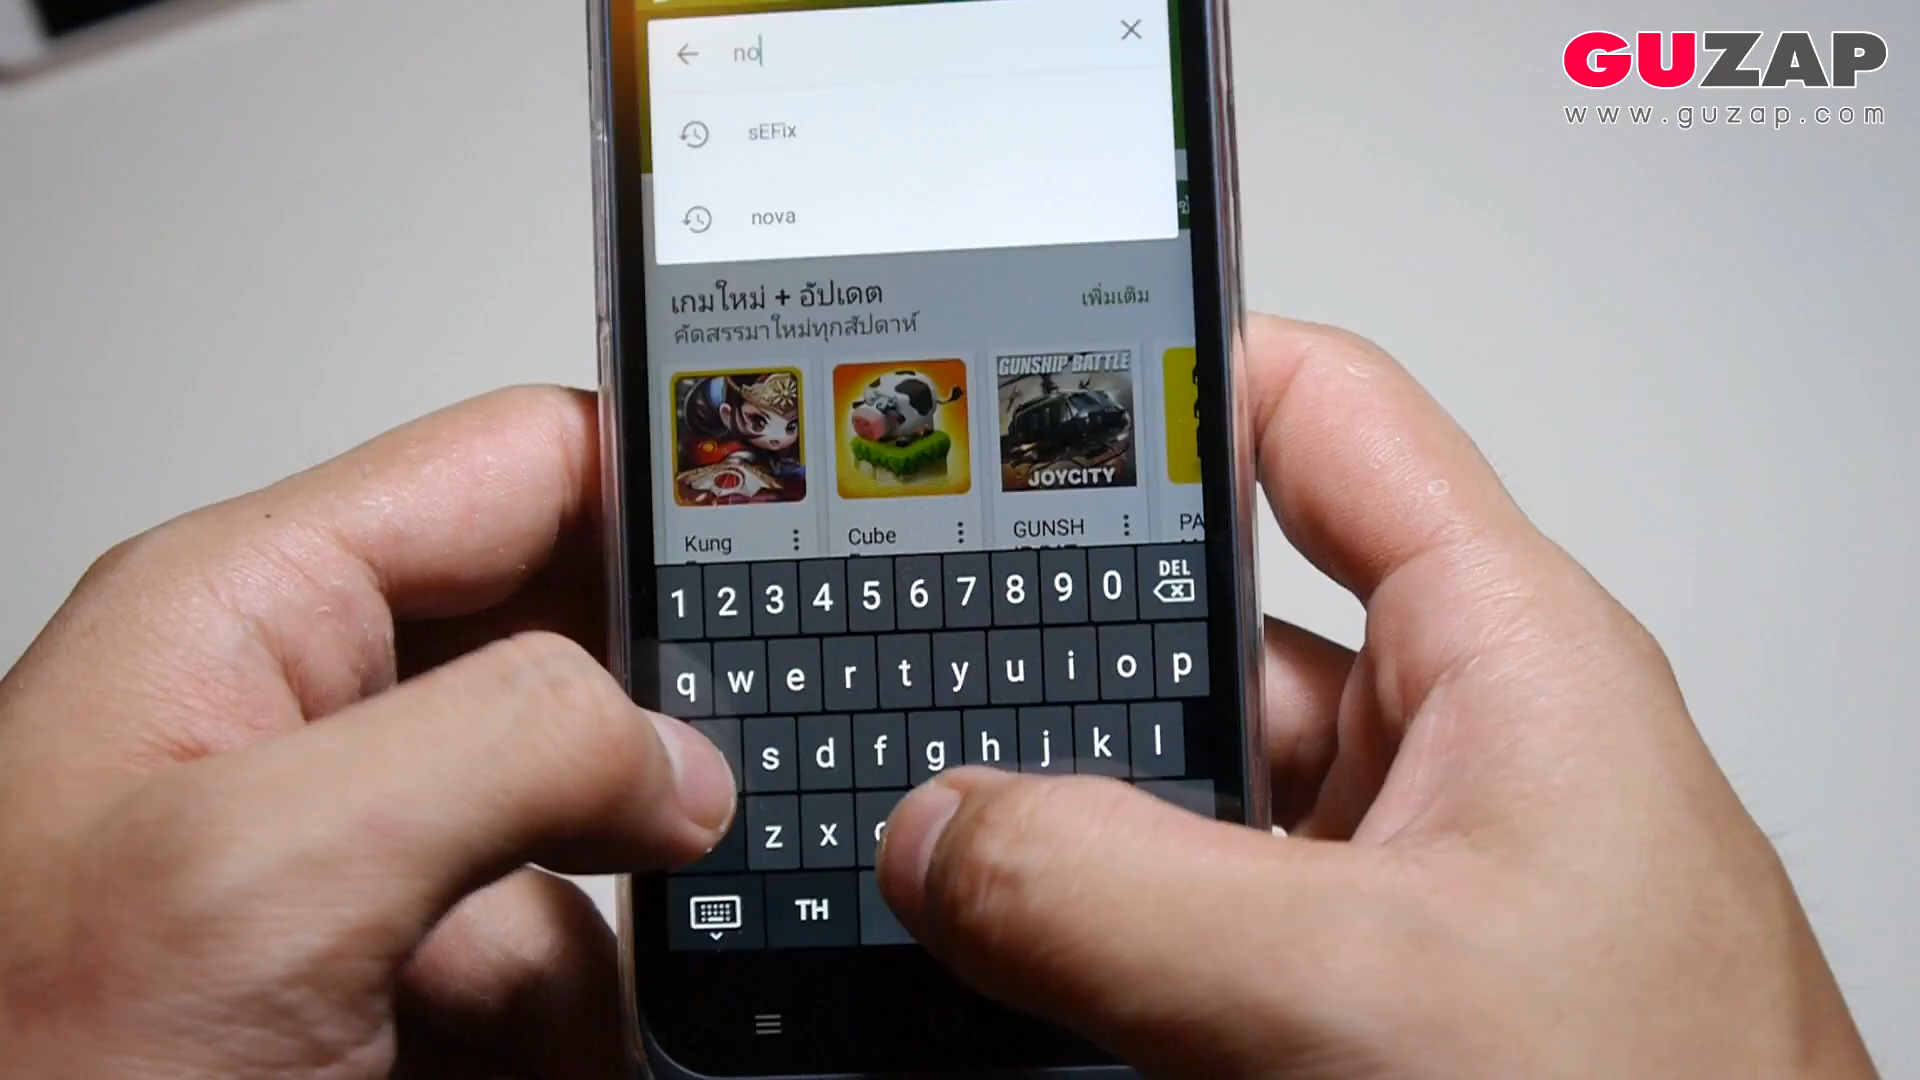 GUZAP
www.guzap.com
no
sEFix
nova
เกมใหม่ + อัปเดต
เพิ่มเติม
คัดสรรมาใหม่ทุกสัปดาห์
GUNSHIP BATTLE
JOYCITY
Kung
Cube
GUNSH
PA
1 2 3 4 5 6 7 8 9 0 DEL
q w e r t y u i o p
s d f g h j k l
z x
TH